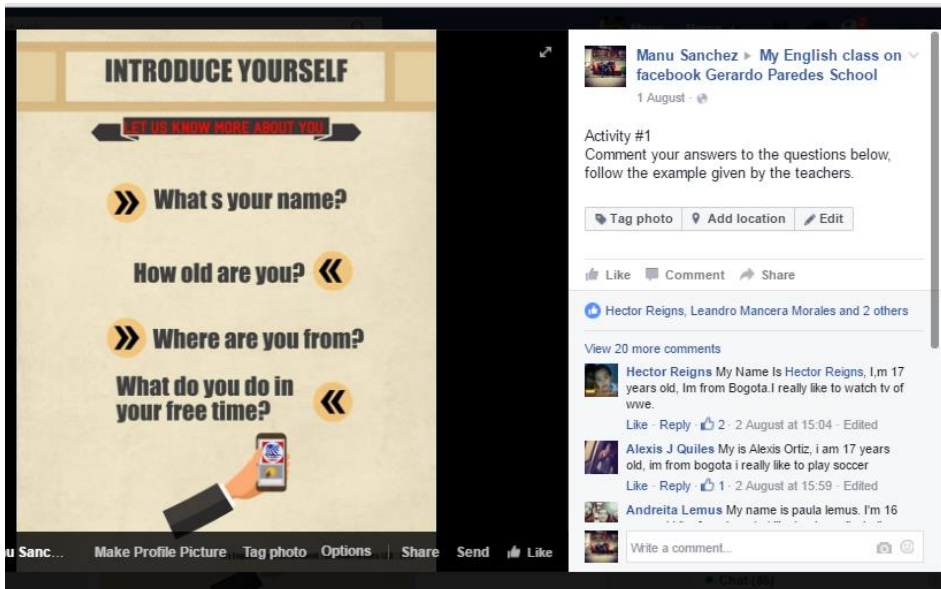 INTRODUCE YOURSELF
LET US KNOW MORE ABOUT YOU
What s your name?
How old are you?
Where are you from?
What do you do in
your free time?
u Sanc... Make Profile Picture Tag photo Options Share Send Like
Manu Sanchez ▸ My English class on
facebook Gerardo Paredes School
1 August ·
Activity #1
Comment your answers to the questions below,
follow the example given by the teachers.
Tag photo Add location Edit
Like Comment Share
Hector Reigns, Leandro Mancera Morales and 2 others
View 20 more comments
Hector Reigns My Name Is Hector Reigns, I,m 17
years old, Im from Bogota.I really like to watch tv of
wwe.
Like · Reply · 2 · 2 August at 15:04 · Edited
Alexis J Quiles My is Alexis Ortiz, i am 17 years
old, im from bogota i really like to play soccer
Like · Reply · 1 · 2 August at 15:59 · Edited
Andreita Lemus My name is paula lemus. I'm 16
Write a comment...
Chat (86)